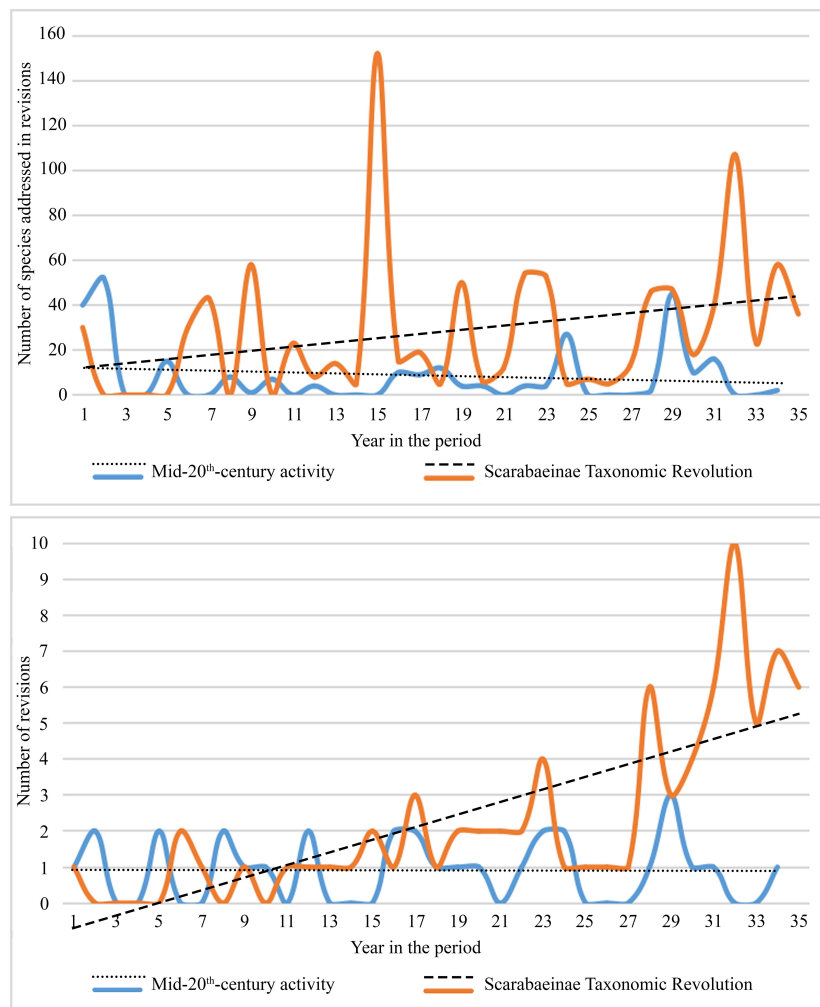 160
140
120
100
80
60
40
20
0
Number of species addressed in revisions
1 3 5 7 9 11 13 15 17 19 21 23 25 27 29 31 33 35
Year in the period
Mid-20th-century activity Scarabaeinae Taxonomic Revolution
10
9
8
7
6
5
4
3
2
1
0
Number of revisions
1 3 5 7 9 11 13 15 17 19 21 23 25 27 29 31 33 35
Year in the period
Mid-20th-century activity Scarabaeinae Taxonomic Revolution